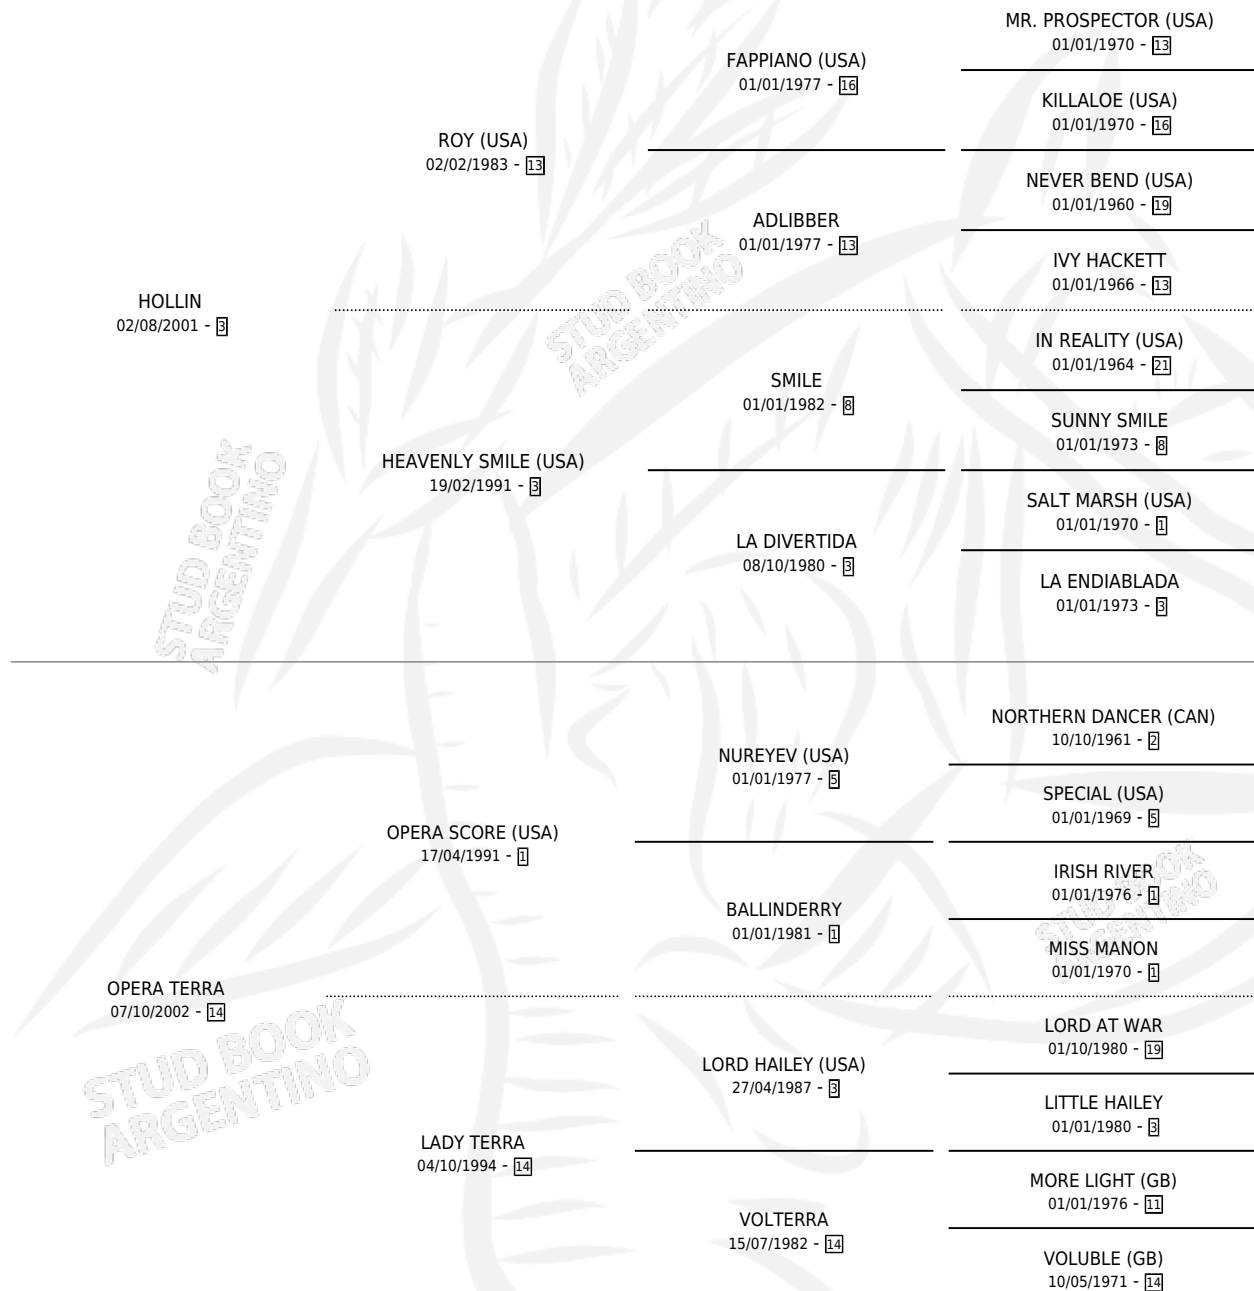 HOLLIN
02/08/2001 - 3
ROY (USA)
02/02/1983 - 13
HEAVENLY SMILE (USA)
19/02/1991 - 3
FAPPIANO (USA)
01/01/1977 - 16
ADLIBBER
01/01/1977 - 13
SMILE
01/01/1982 - 8
LA DIVERTIDA
08/10/1980 - 3
MR. PROSPECTOR (USA)
01/01/1970 - 13
KILLALOE (USA)
01/01/1970 - 16
NEVER BEND (USA)
01/01/1960 - 19
IVY HACKETT
01/01/1966 - 13
IN REALITY (USA)
01/01/1964 - 21
SUNNY SMILE
01/01/1973 - 8
SALT MARSH (USA)
01/01/1970 - 1
LA ENDIABLADA
01/01/1973 - 3
STUD BOOK
ARGENTINO
STUD BOOK
ARGENTINO
OPERA TERRA
07/10/2002 - 14
OPERA SCORE (USA)
17/04/1991 - 1
LADY TERRA
04/10/1994 - 14
NUREYEV (USA)
01/01/1977 - 5
BALLINDERRY
01/01/1981 - 1
LORD HAILEY (USA)
27/04/1987 - 3
VOLTERRA
15/07/1982 - 14
NORTHERN DANCER (CAN)
10/10/1961 - 2
SPECIAL (USA)
01/01/1969 - 5
IRISH RIVER
01/01/1976 - 1
MISS MANON
01/01/1970 - 1
LORD AT WAR
01/10/1980 - 19
LITTLE HAILEY
01/01/1980 - 3
MORE LIGHT (GB)
01/01/1976 - 11
VOLUBLE (GB)
10/05/1971 - 14
STUD BOOK
ARGENTINO
STUD BOOK
ARGENTINO